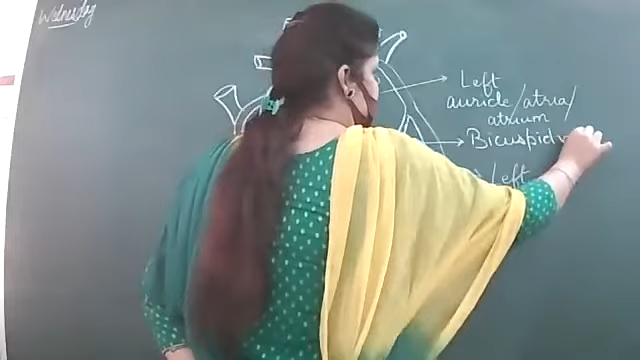 Wednesday
Left
auricle/atria/
atrium
Bicuspid
Left